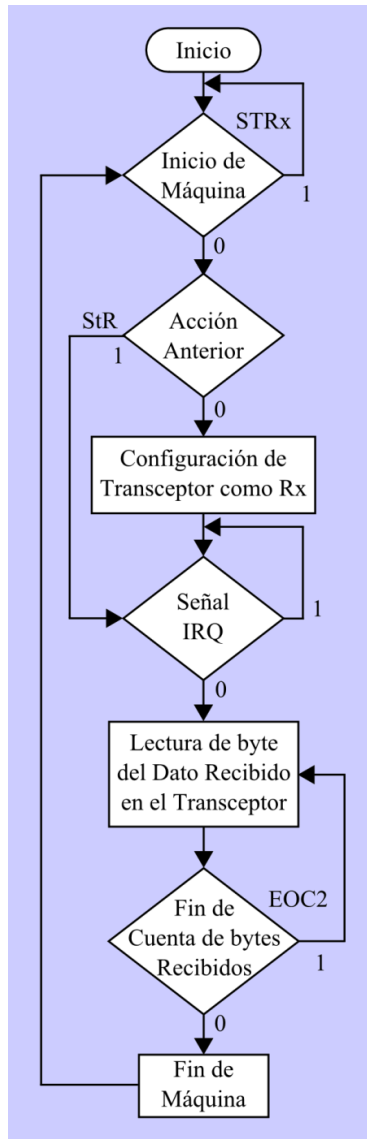 Inicio
STRx
Inicio de
Máquina
1
0
StR
Acción
Anterior
1
0
Configuración de
Transceptor como Rx
Señal
IRQ
1
0
Lectura de byte
del Dato Recibido
en el Transceptor
EOC2
Fin de
Cuenta de bytes
Recibidos
1
0
Fin de
Máquina